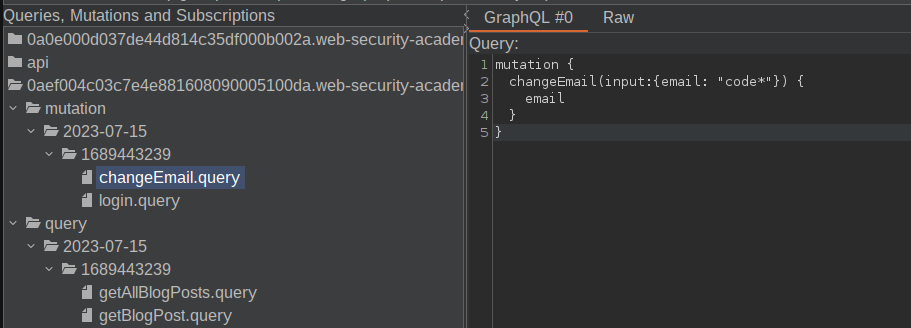 Queries, Mutations and Subscriptions
0a0e000d037de44d814c35df000b002a.web-security-acade
api
0aef004c03c7e4e881608090005100da.web-security-acade
mutation
2023-07-15
1689443239
changeEmail.query
login.query
query
2023-07-15
1689443239
getAllBlogPosts.query
getBlogPost.query
GraphQL #0 Raw
Query:
1 mutation {
2 changeEmail(input:{email: "code*"}) {
3 email
4 }
5 }